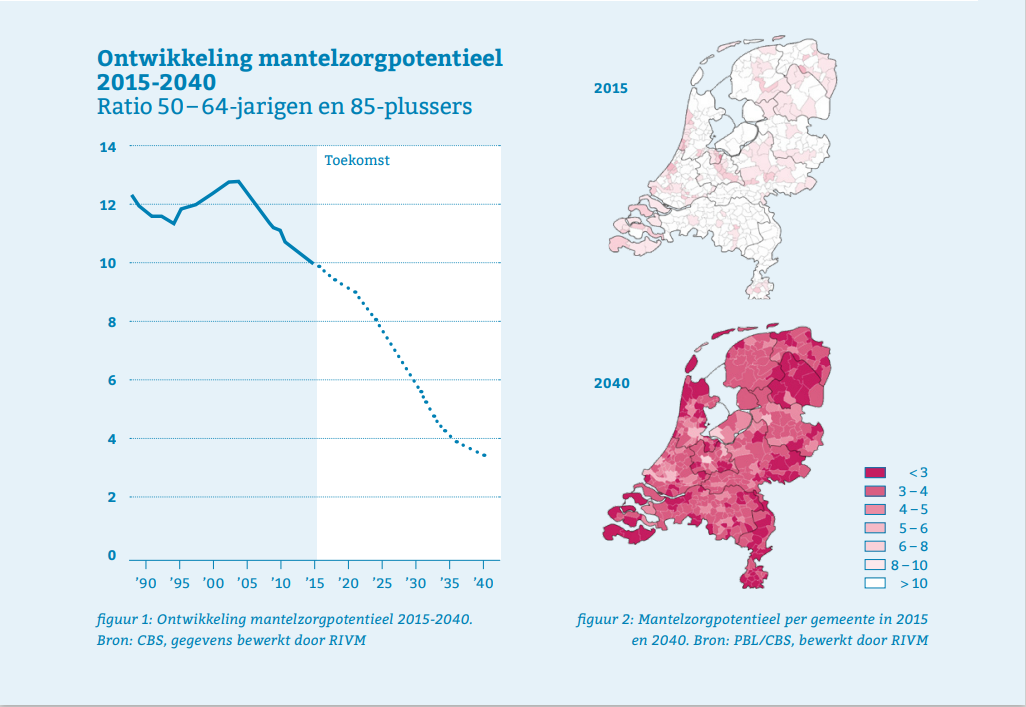 Ontwikkeling mantelzorgpotentieel
2015-2040
Ratio 50–64-jarigen en 85-plussers
14
Toekomst
12
10
8
6
4
2
0
’90 ’95 ’00 ’05 ’10 ’15 ’20 ’25 ’30 ’35 ’40
figuur 1: Ontwikkeling mantelzorgpotentieel 2015-2040.
Bron: CBS, gegevens bewerkt door RIVM
2015
2040
<3
3–4
4–5
5–6
6–8
8–10
>10
figuur 2: Mantelzorgpotentieel per gemeente in 2015
en 2040. Bron: PBL/CBS, bewerkt door RIVM